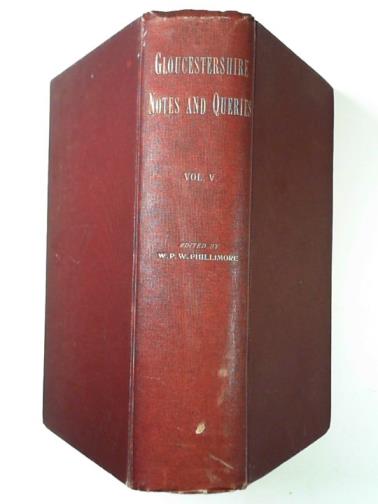 GLOUCESTERSHIRE
NOTES AND QUERIES
VOL. V
EDITED BY
W. P. W. PHILLIMORE